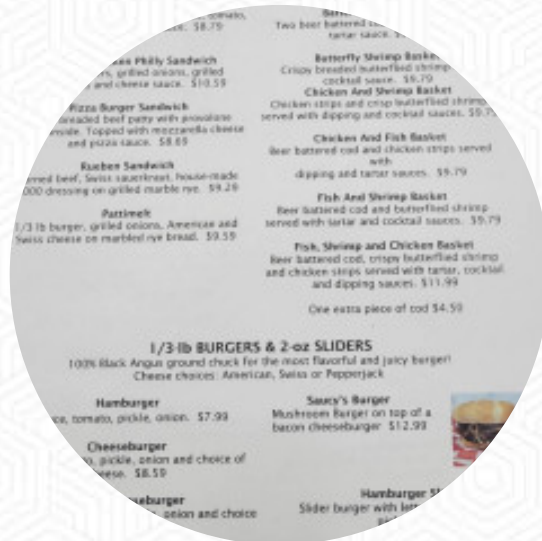 tomato,
$8.79
Philly Sandwich
grilled onions, grilled
and cheese sauce. $10.59
Pizza Burger Sandwich
breaded beef patty with provolone
inside. Topped with mozzarella cheese
and pizza sauce. $8.69
Rueben Sandwich
corned beef, Swiss sauerkraut, house-made
000 dressing on grilled marble rye. $9.29
Pattimelt
1/3 lb burger, grilled onions, American and
Swiss cheese on marbled rye bread. $9.59
Two beer battered
tartar sauce.
Butterfly Shrimp Basket
Crispy breaded butterflied shrimp
cocktail sauce. $9.79
Chicken And Shrimp Basket
Chicken strips and crisp butterflied shrimp
served with dipping and cocktail sauces. $9.79
Chicken And Fish Basket
Beer battered cod and chicken strips served
with
dipping and tartar sauces. $9.79
Fish And Shrimp Basket
Beer battered cod and butterflied shrimp
served with tartar and cocktail sauces. $9.79
Fish, Shrimp and Chicken Basket
Beer battered cod, crispy butterflied shrimp
and chicken strips served with tartar, cocktail
and dipping sauces. $11.99
One extra piece of cod $4.50
1/3-lb BURGERS & 2-oz SLIDERS
100% Black Angus ground chuck for the most flavorful and juicy burger!
Cheese choices: American, Swiss or Pepperjack
Hamburger
tomato, pickle, onion. $7.99
Cheeseburger
pickle, onion and choice of
cheese. $8.59
onion and choice
Saucy's Burger
Mushroom Burger on top of a
bacon cheeseburger $12.99
Hamburger
Slider burger with